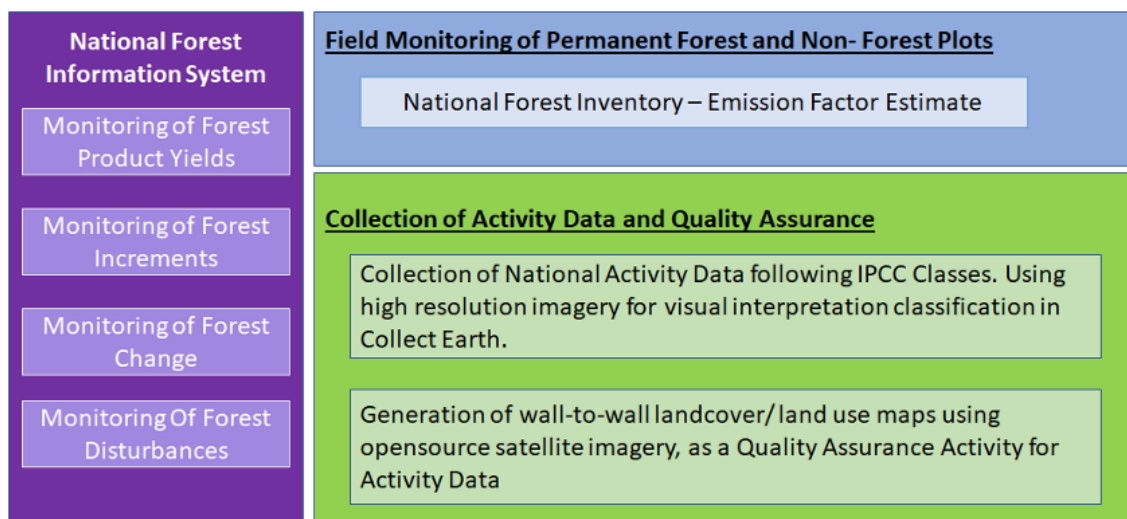 National Forest
Information System
Monitoring of Forest
Product Yields
Monitoring of Forest
Increments
Monitoring of Forest
Change
Monitoring Of Forest
Disturbances
Field Monitoring of Permanent Forest and Non- Forest Plots
National Forest Inventory – Emission Factor Estimate
Collection of Activity Data and Quality Assurance
Collection of National Activity Data following IPCC Classes. Using
high resolution imagery for visual interpretation classification in
Collect Earth.
Generation of wall-to-wall landcover/ land use maps using
opensource satellite imagery, as a Quality Assurance Activity for
Activity Data